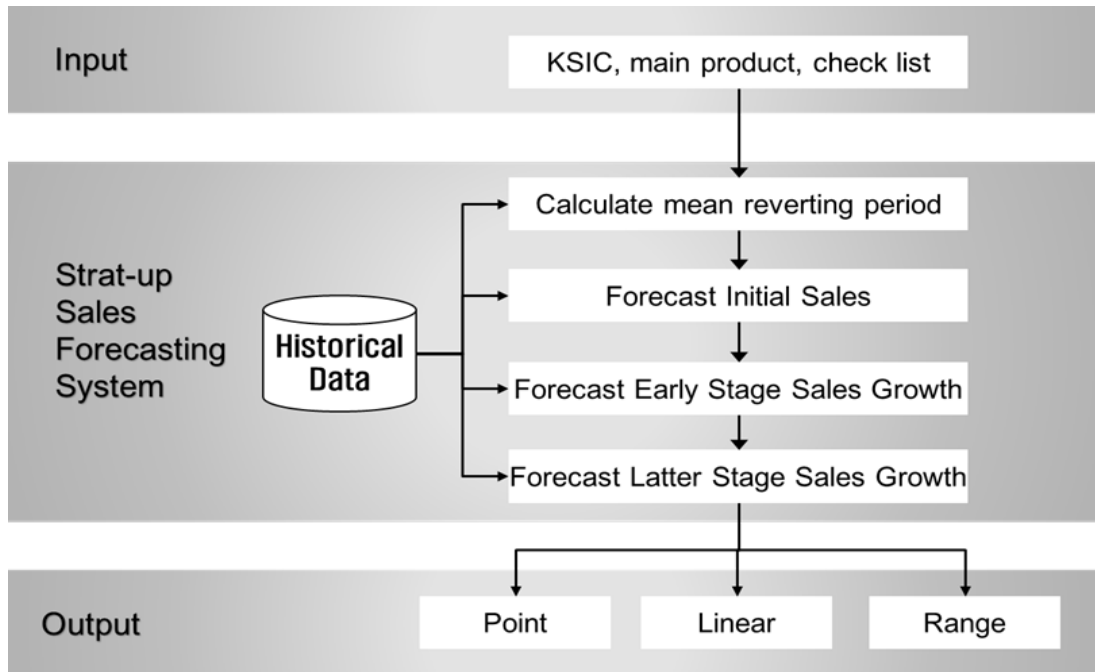 Input
KSIC, main product, check list
Calculate mean reverting period
Strat-up
Sales
Forecasting
System
Historical
Data
Forecast Initial Sales
Forecast Early Stage Sales Growth
Forecast Latter Stage Sales Growth
Output
Point
Linear
Range